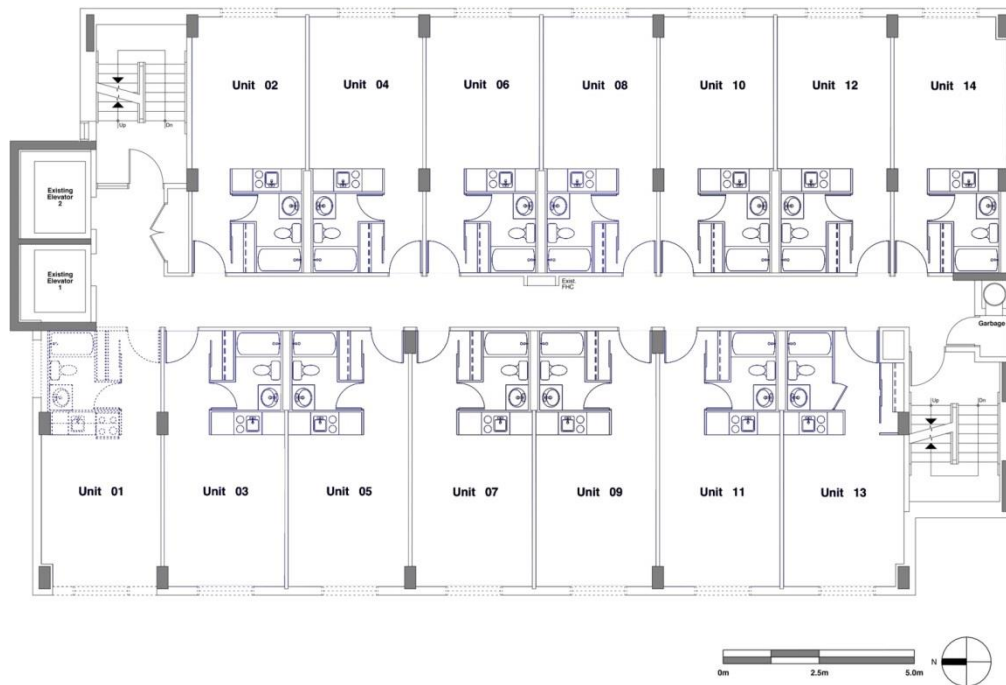 Unit 02
Unit 04
Unit 06
Unit 08
Unit 10
Unit 12
Unit 14
Up
Dn
Existing
Elevator
2
Existing
Elevator
1
Exist.
FHC
Garbage
Up
Dn
Unit 01
Unit 03
Unit 05
Unit 07
Unit 09
Unit 11
Unit 13
0m
2.5m
5.0m
N